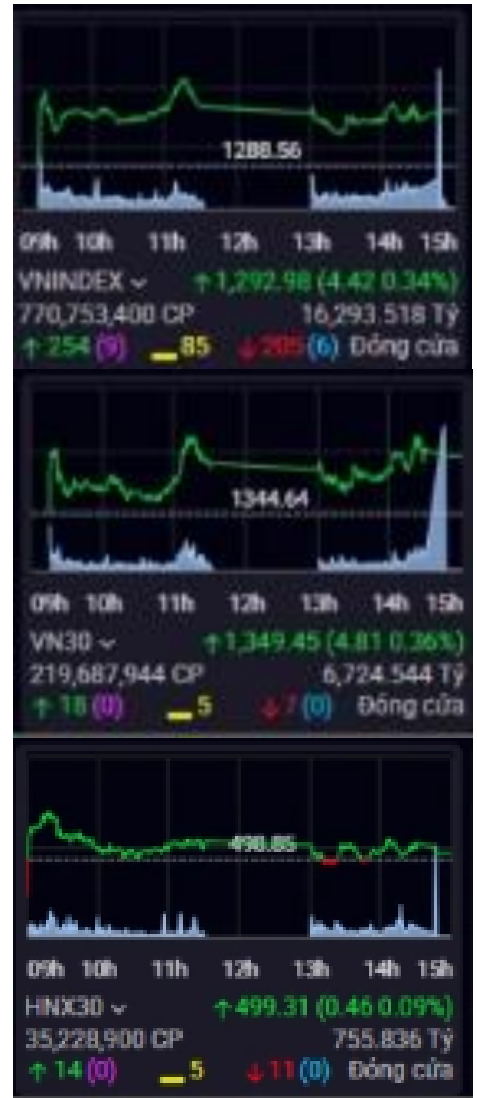 1288.56
09h 10h 11h 12h 13h 14h 15h
VNINDEX ↑1,292.98 (4.42 0.34%)
770,753,400 CP 16,293.518 Tỷ
↑254 (9) 85 ↓205 (6) Đóng cửa
1344.64
09h 10h 11h 12h 13h 14h 15h
VN30 ↑1,349.45 (4.81 0.36%)
219,687,944 CP 6,724.544 Tỷ
↑18 (0) 5 ↓7 (0) Đóng cửa
498.85
09h 10h 11h 12h 13h 14h 15h
HNX30 ↑499.31 (0.46 0.09%)
35,228,900 CP 755.836 Tỷ
↑14 (0) 5 ↓11 (0) Đóng cửa